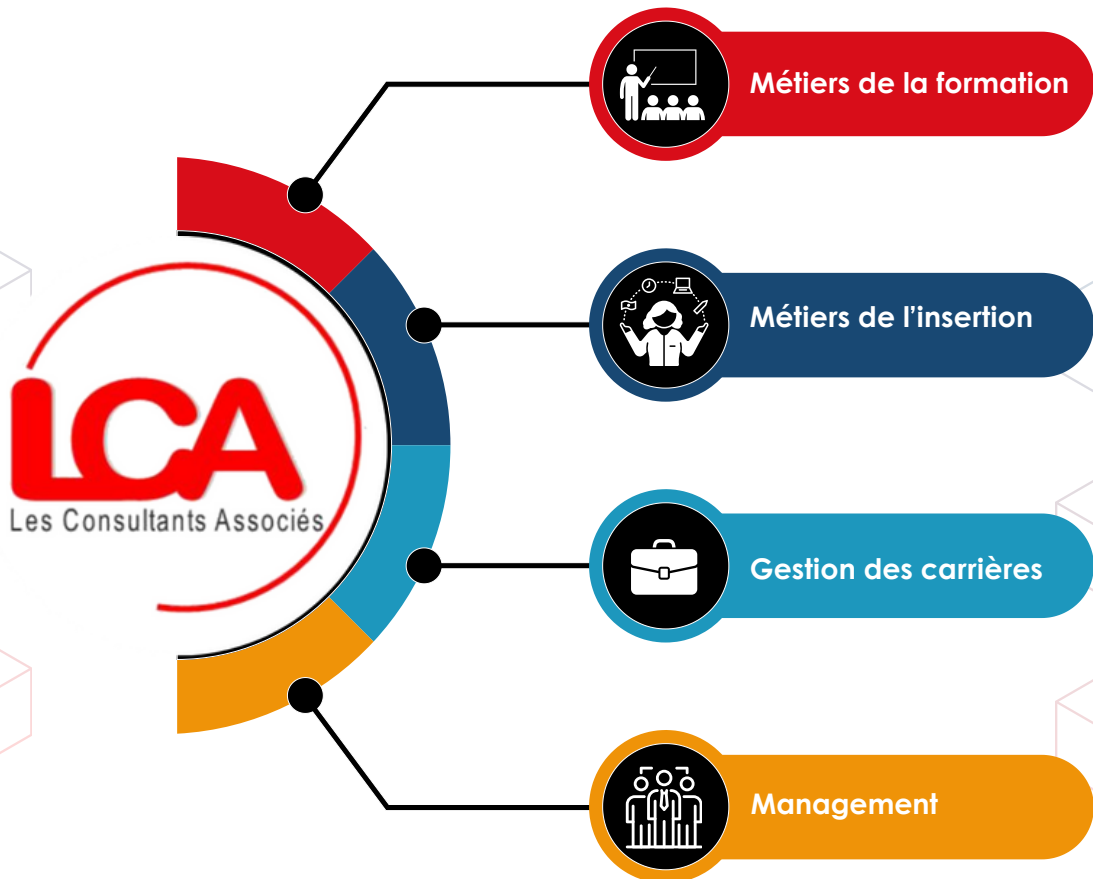 LCA
Les Consultants Associés
Métiers de la formation
Métiers de l’insertion
Gestion des carrières
Management